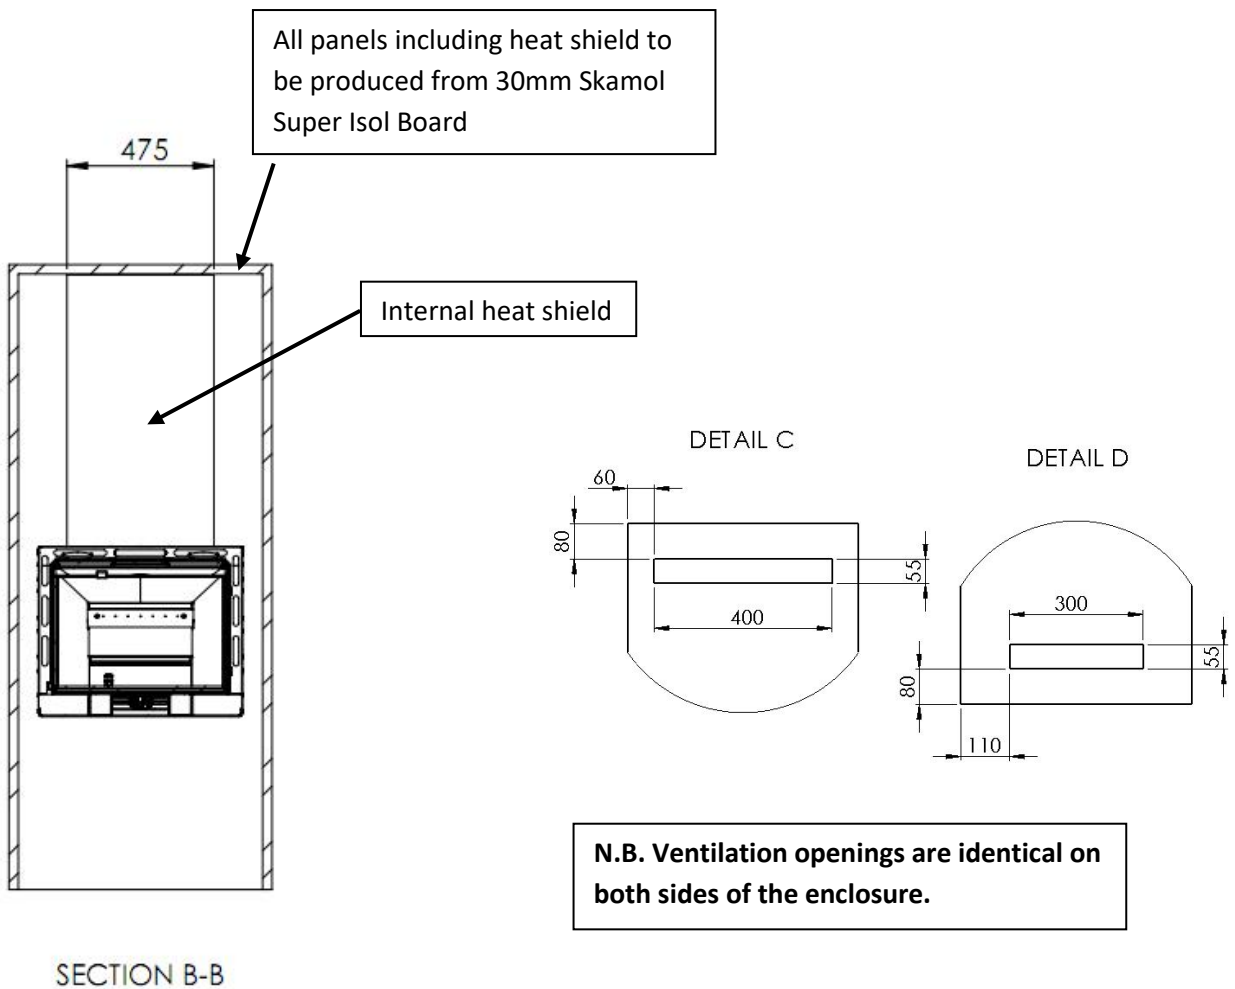 All panels including heat shield to
be produced from 30mm Skamol
Super Isol Board
475
Internal heat shield
DETAIL C
60
80
55
400
DETAIL D
300
55
80
110
N.B. Ventilation openings are identical on
both sides of the enclosure.
SECTION B-B